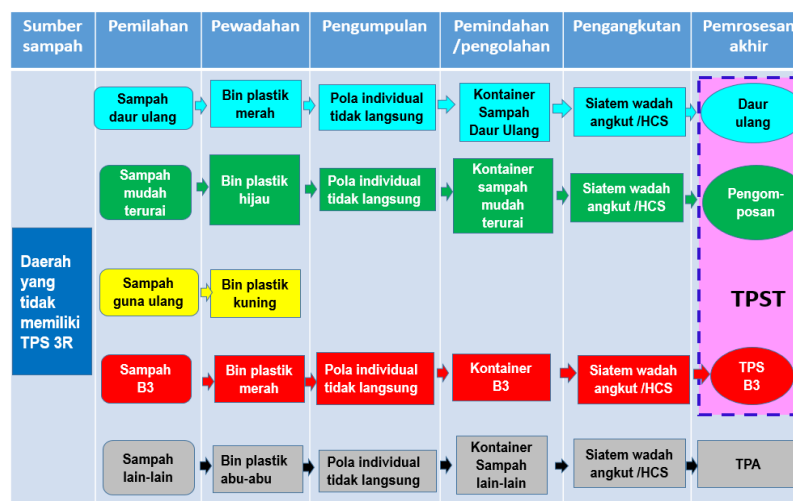 Sumber
sampah
Pemilahan
Pewadahan
Pengumpulan
Pemindahan
/pengolahan
Pengangkutan
Pemrosesan
akhir
Daerah
yang
tidak
memiliki
TPS 3R
Sampah
daur ulang
Bin plastik
merah
Pola individual
tidak langsung
Kontainer
Sampah
Daur Ulang
Siatem wadah
angkut /HCS
Daur
ulang
Sampah
mudah
terurai
Bin plastik
hijau
Pola individual
tidak langsung
Kontainer
sampah
mudah
terurai
Siatem wadah
angkut /HCS
Pengom-
posan
Sampah
guna ulang
Bin plastik
kuning
TPST
Sampah
B3
Bin plastik
merah
Pola individual
tidak langsung
Kontainer
B3
Siatem wadah
angkut /HCS
TPS
B3
Sampah
lain-lain
Bin plastik
abu-abu
Pola individual
tidak langsung
Kontainer
Sampah
lain-lain
Siatem wadah
angkut /HCS
TPA